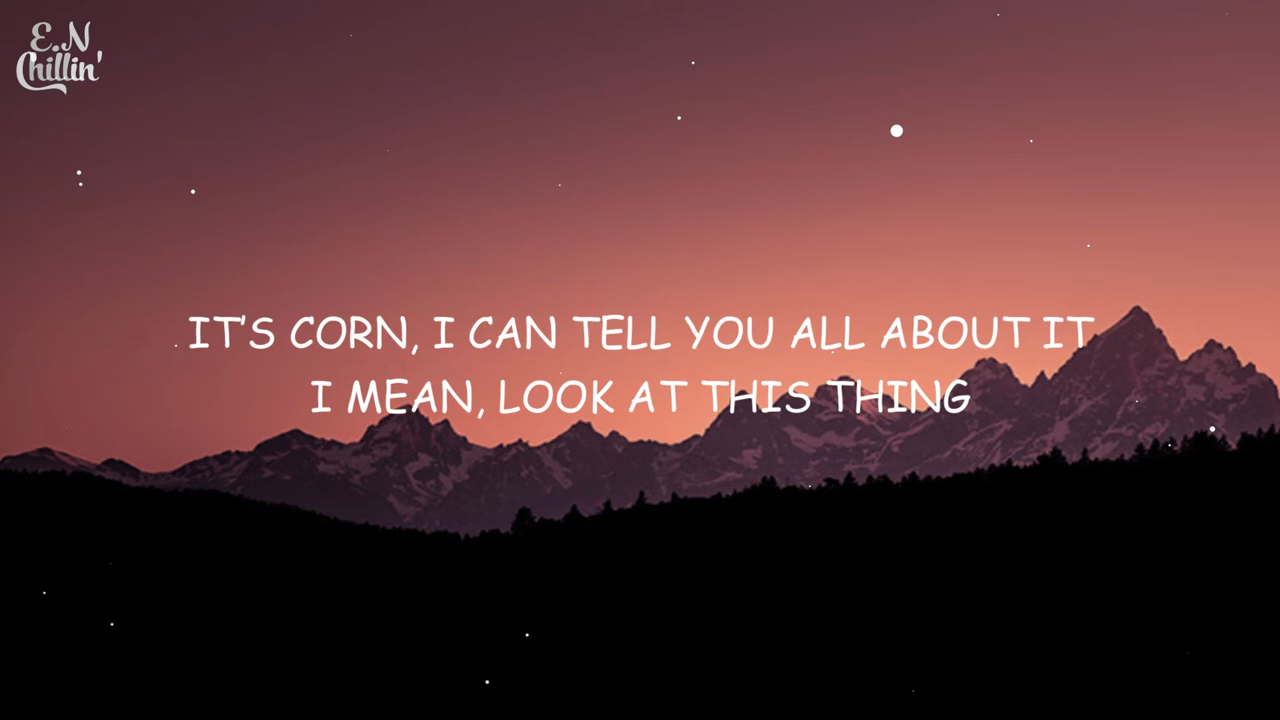 E.N
Chillin'
IT'S CORN, I CAN TELL YOU ALL ABOUT IT
I MEAN, LOOK AT THIS THING